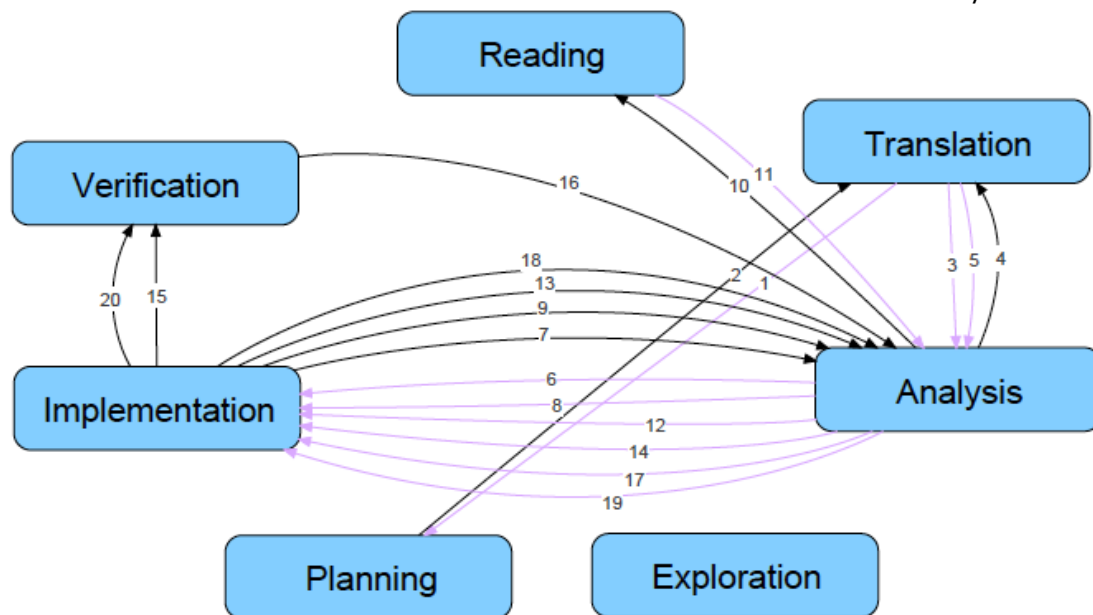 Reading
Translation
Verification
11
16
10
18
2
1
3
5
4
13
20
15
9
7
6
Implementation
Analysis
8
12
14
17
19
Planning
Exploration